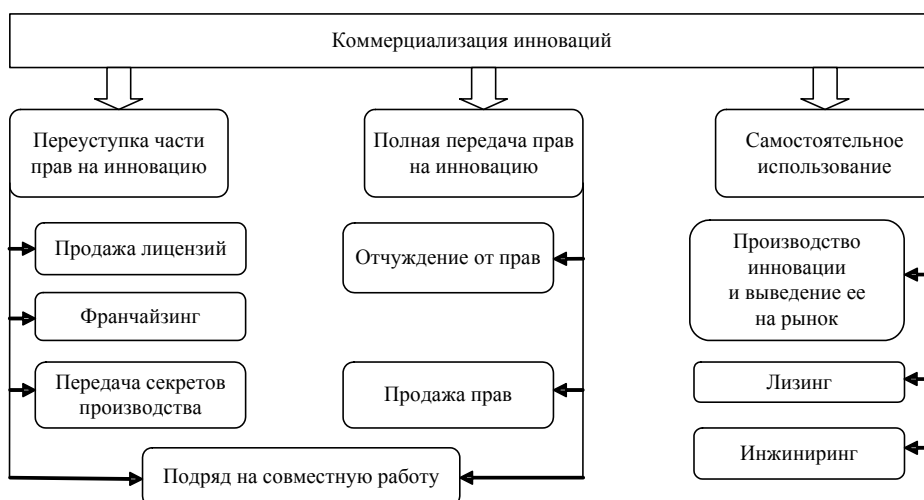 Коммерциализация инноваций
Переуступка части
прав на инновацию
Полная передача прав
на инновацию
Самостоятельное
использование
Продажа лицензий
Франчайзинг
Передача секретов
производства
Отчуждение от прав
Продажа прав
Подряд на совместную работу
Производство
инновации
и выведение ее
на рынок
Лизинг
Инжиниринг